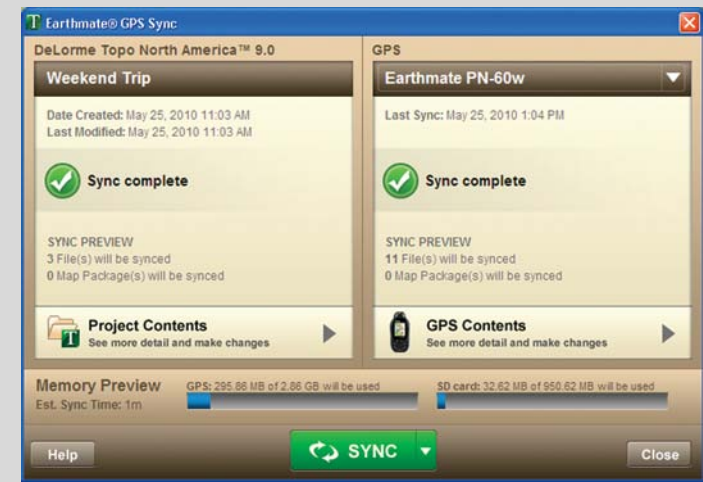 T Earthmate® GPS Sync
DeLorme Topo North America™ 9.0
Weekend Trip
Date Created: May 25, 2010 11:03 AM
Last Modified: May 25, 2010 11:03 AM
Sync complete
SYNC PREVIEW
3 File(s) will be synced
0 Map Package(s) will be synced
T Project Contents
See more detail and make changes
GPS
Earthmate PN-60w
Last Sync: May 25, 2010 1:04 PM
Sync complete
SYNC PREVIEW
11 File(s) will be synced
0 Map Package(s) will be synced
GPS Contents
See more detail and make changes
Memory Preview
Est. Sync Time: 1m
GPS: 295.86 MB of 2.86 GB will be used
SD card: 32.62 MB of 950.62 MB will be used
Help
SYNC
Close